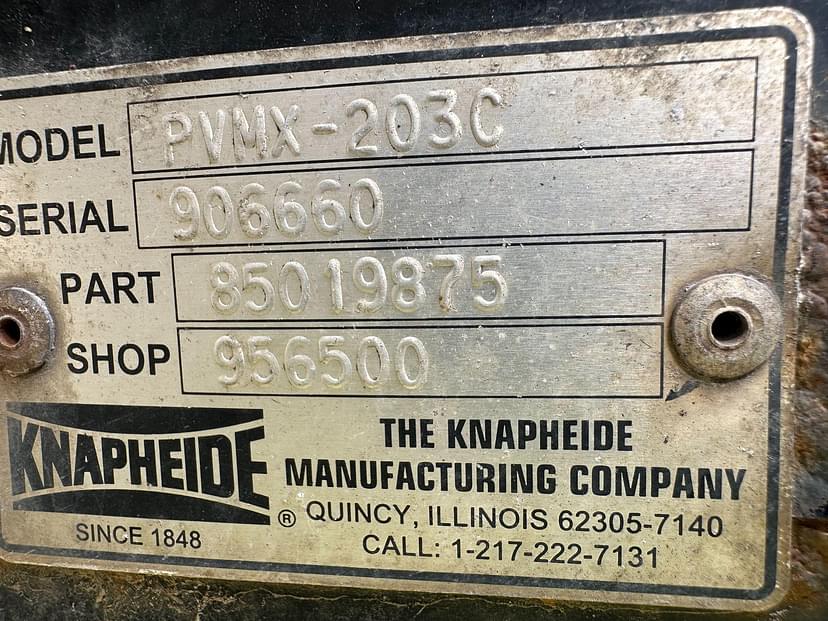 MODEL PVMX-203C
SERIAL 906660
PART 85019875
SHOP 956500
KNAPHEIDE
SINCE 1848
®
THE KNAPHEIDE
MANUFACTURING COMPANY
QUINCY, ILLINOIS 62305-7140
CALL: 1-217-222-7131